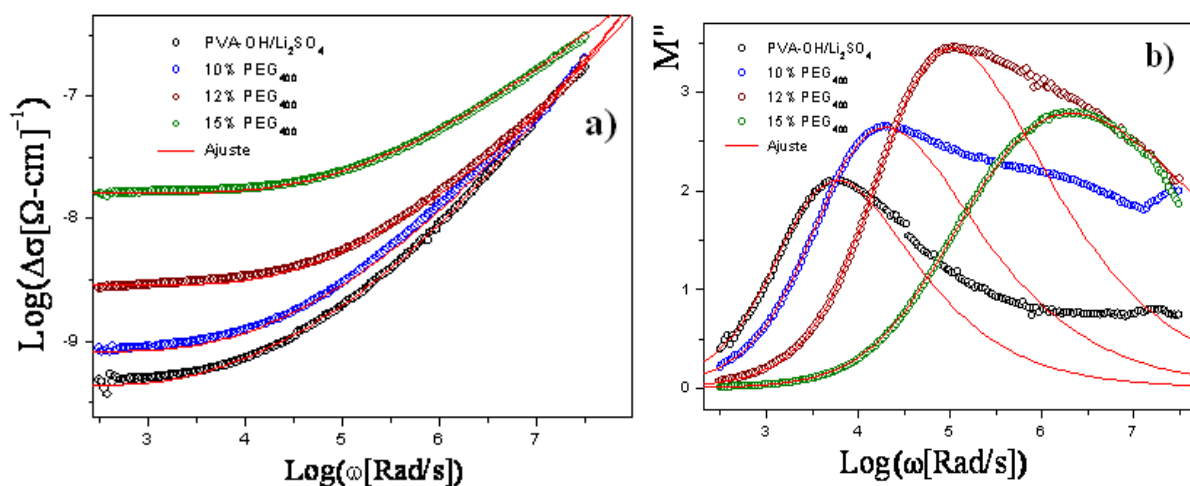 Log(Δσ[Ω-cm]⁻¹)
-7
-8
-9
PVA-OH/Li₂SO₄
10% PEG₄₀₀
12% PEG₄₀₀
15% PEG₄₀₀
Ajuste
a)
3 4 5 6 7
Log(ω[Rad/s])
M"
3
2
1
0
PVA-OH/Li₂SO₄
10% PEG₄₀₀
12% PEG₄₀₀
15% PEG₄₀₀
Ajuste
b)
3 4 5 6 7
Log(ω[Rad/s])